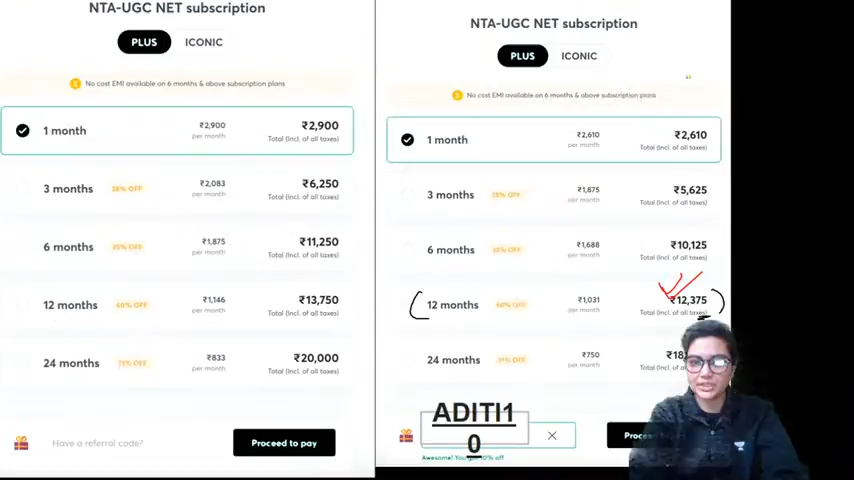 NTA-UGC NET subscription
PLUS
ICONIC
No cost EMI available on 6 months & above subscription plans
1 month
₹2,900
per month
₹2,900
Total (Incl. of all taxes)
3 months
₹2,083
per month
₹6,250
Total (Incl. of all taxes)
6 months
35% OFF
₹1,875
per month
₹11,250
Total (Incl. of all taxes)
12 months
60% OFF
₹1,146
per month
₹13,750
Total (Incl. of all taxes)
24 months
71% OFF
₹833
per month
₹20,000
Total (Incl. of all taxes)
Have a referral code?
Proceed to pay
NTA-UGC NET subscription
PLUS
ICONIC
No cost EMI available on 6 months & above subscription plans
1 month
₹2,610
per month
₹2,610
Total (Incl. of all taxes)
3 months
₹1,875
per month
₹5,625
Total (Incl. of all taxes)
6 months
₹1,688
per month
₹10,125
Total (Incl. of all taxes)
12 months
60% OFF
₹1,031
per month
₹12,375
Total (Incl. of all taxes)
24 months
71% OFF
₹750
per month
ADITI1
0
Awesome! You got 10% off